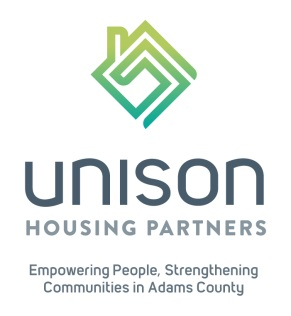 unison
HOUSING PARTNERS
Empowering People, Strengthening
Communities in Adams County